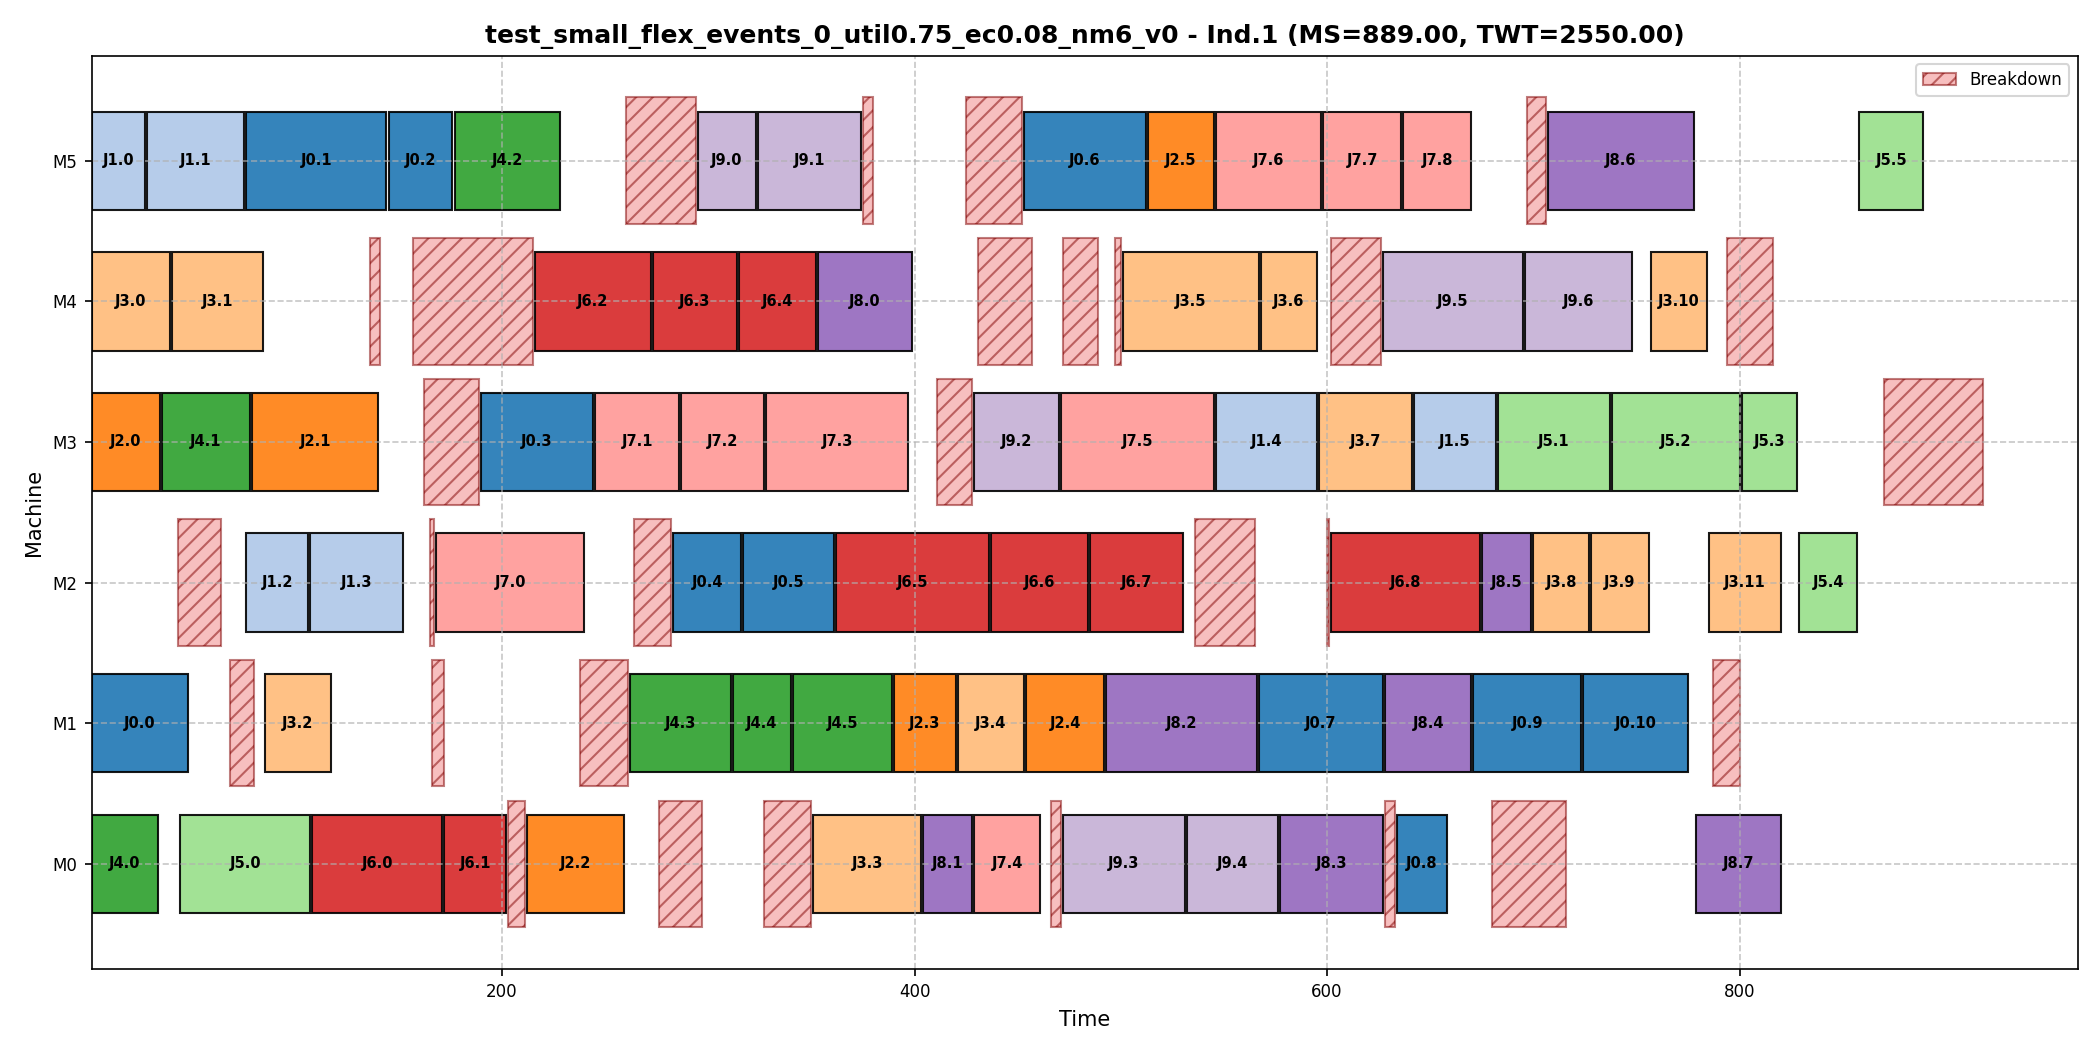 test_small_flex_events_0_util0.75_ec0.08_nm6_v0 - Ind.1 (MS=889.00, TWT=2550.00)
Breakdown
M5
J1.0 J1.1 J0.1 J0.2 J4.2 J9.0 J9.1 J0.6 J2.5 J7.6 J7.7 J7.8 J8.6 J5.5
M4
J3.0 J3.1 J6.2 J6.3 J6.4 J8.0 J3.5 J3.6 J9.5 J9.6 J3.10
M3
J2.0 J4.1 J2.1 J0.3 J7.1 J7.2 J7.3 J9.2 J7.5 J1.4 J3.7 J1.5 J5.1 J5.2 J5.3
Machine
M2
J1.2 J1.3 J7.0 J0.4 J0.5 J6.5 J6.6 J6.7 J6.8 J8.5 J3.8 J3.9 J3.11 J5.4
M1
J0.0 J3.2 J4.3 J4.4 J4.5 J2.3 J3.4 J2.4 J8.2 J0.7 J8.4 J0.9 J0.10
M0
J4.0 J5.0 J6.0 J6.1 J2.2 J3.3 J8.1 J7.4 J9.3 J9.4 J8.3 J0.8 J8.7
200 400 600 800
Time